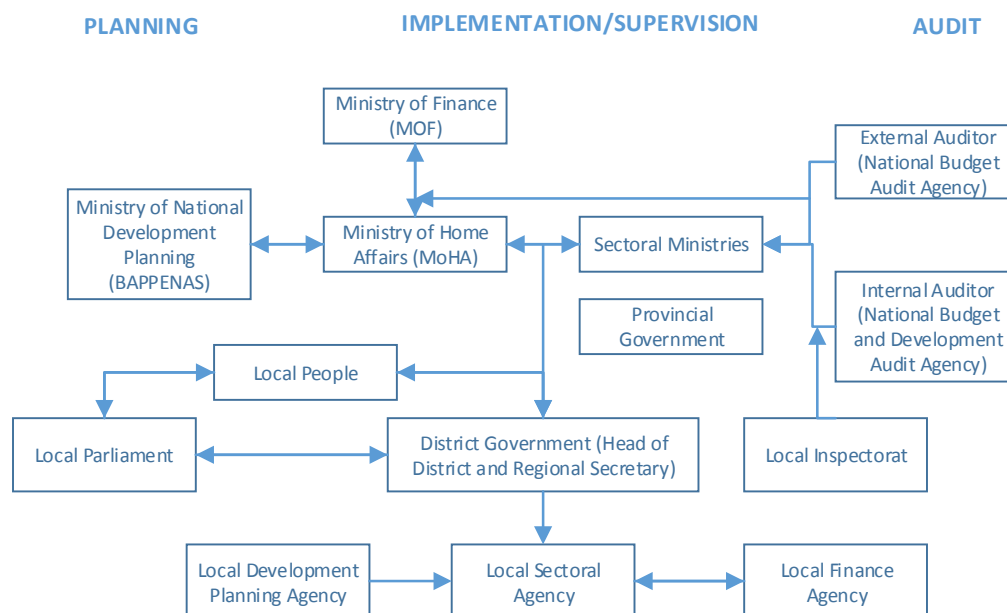 PLANNING
IMPLEMENTATION/SUPERVISION
AUDIT
Ministry of Finance
(MOF)
External Auditor
(National Budget
Audit Agency)
Ministry of National
Development
Planning
(BAPPENAS)
Ministry of Home
Affairs (MoHA)
Sectoral Ministries
Internal Auditor
(National Budget
and Development
Audit Agency)
Provincial
Government
Local People
Local Parliament
District Government (Head of
District and Regional Secretary)
Local Inspectorat
Local Development
Planning Agency
Local Sectoral
Agency
Local Finance
Agency